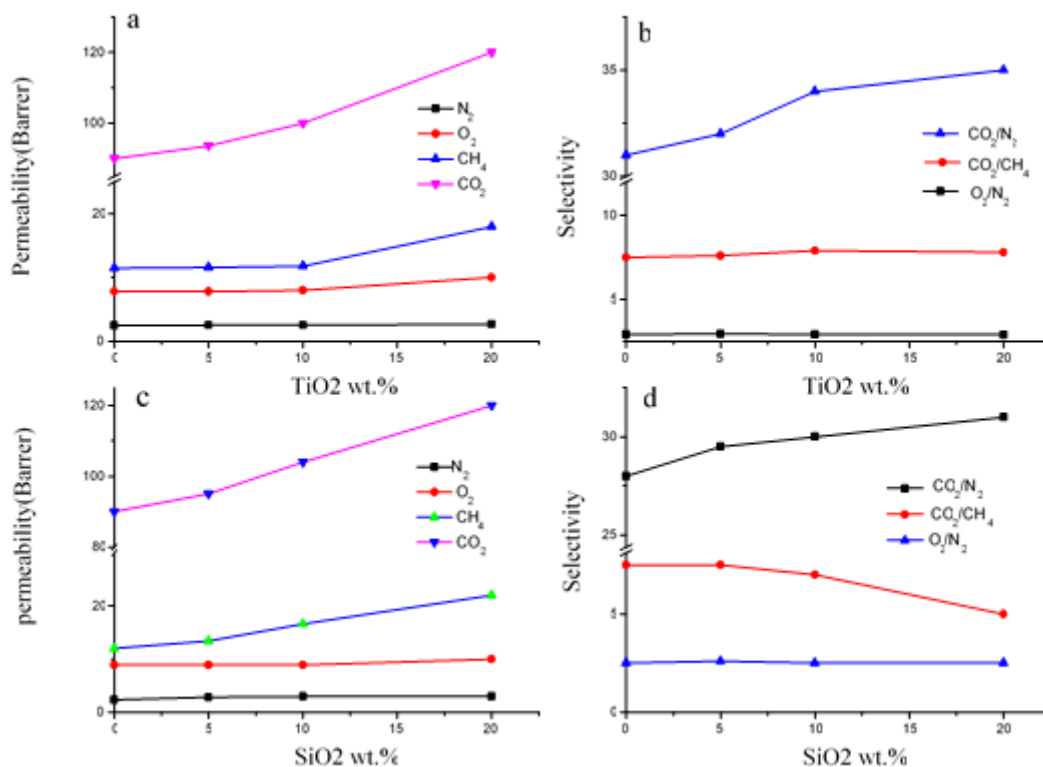 a
Permeability(Barrer)
120
100
20
0
N2
O2
CH4
CO2
0 5 10 15 20
TiO2 wt.%
b
Selectivity
35
30
10
5
CO2/N2
CO2/CH4
O2/N2
0 5 10 15 20
TiO2 wt.%
c
permeability(Barrer)
120
100
80
20
0
N2
O2
CH4
CO2
0 5 10 15 20
SiO2 wt.%
d
Selectivity
30
25
5
0
CO2/N2
CO2/CH4
O2/N2
0 5 10 15 20
SiO2 wt.%